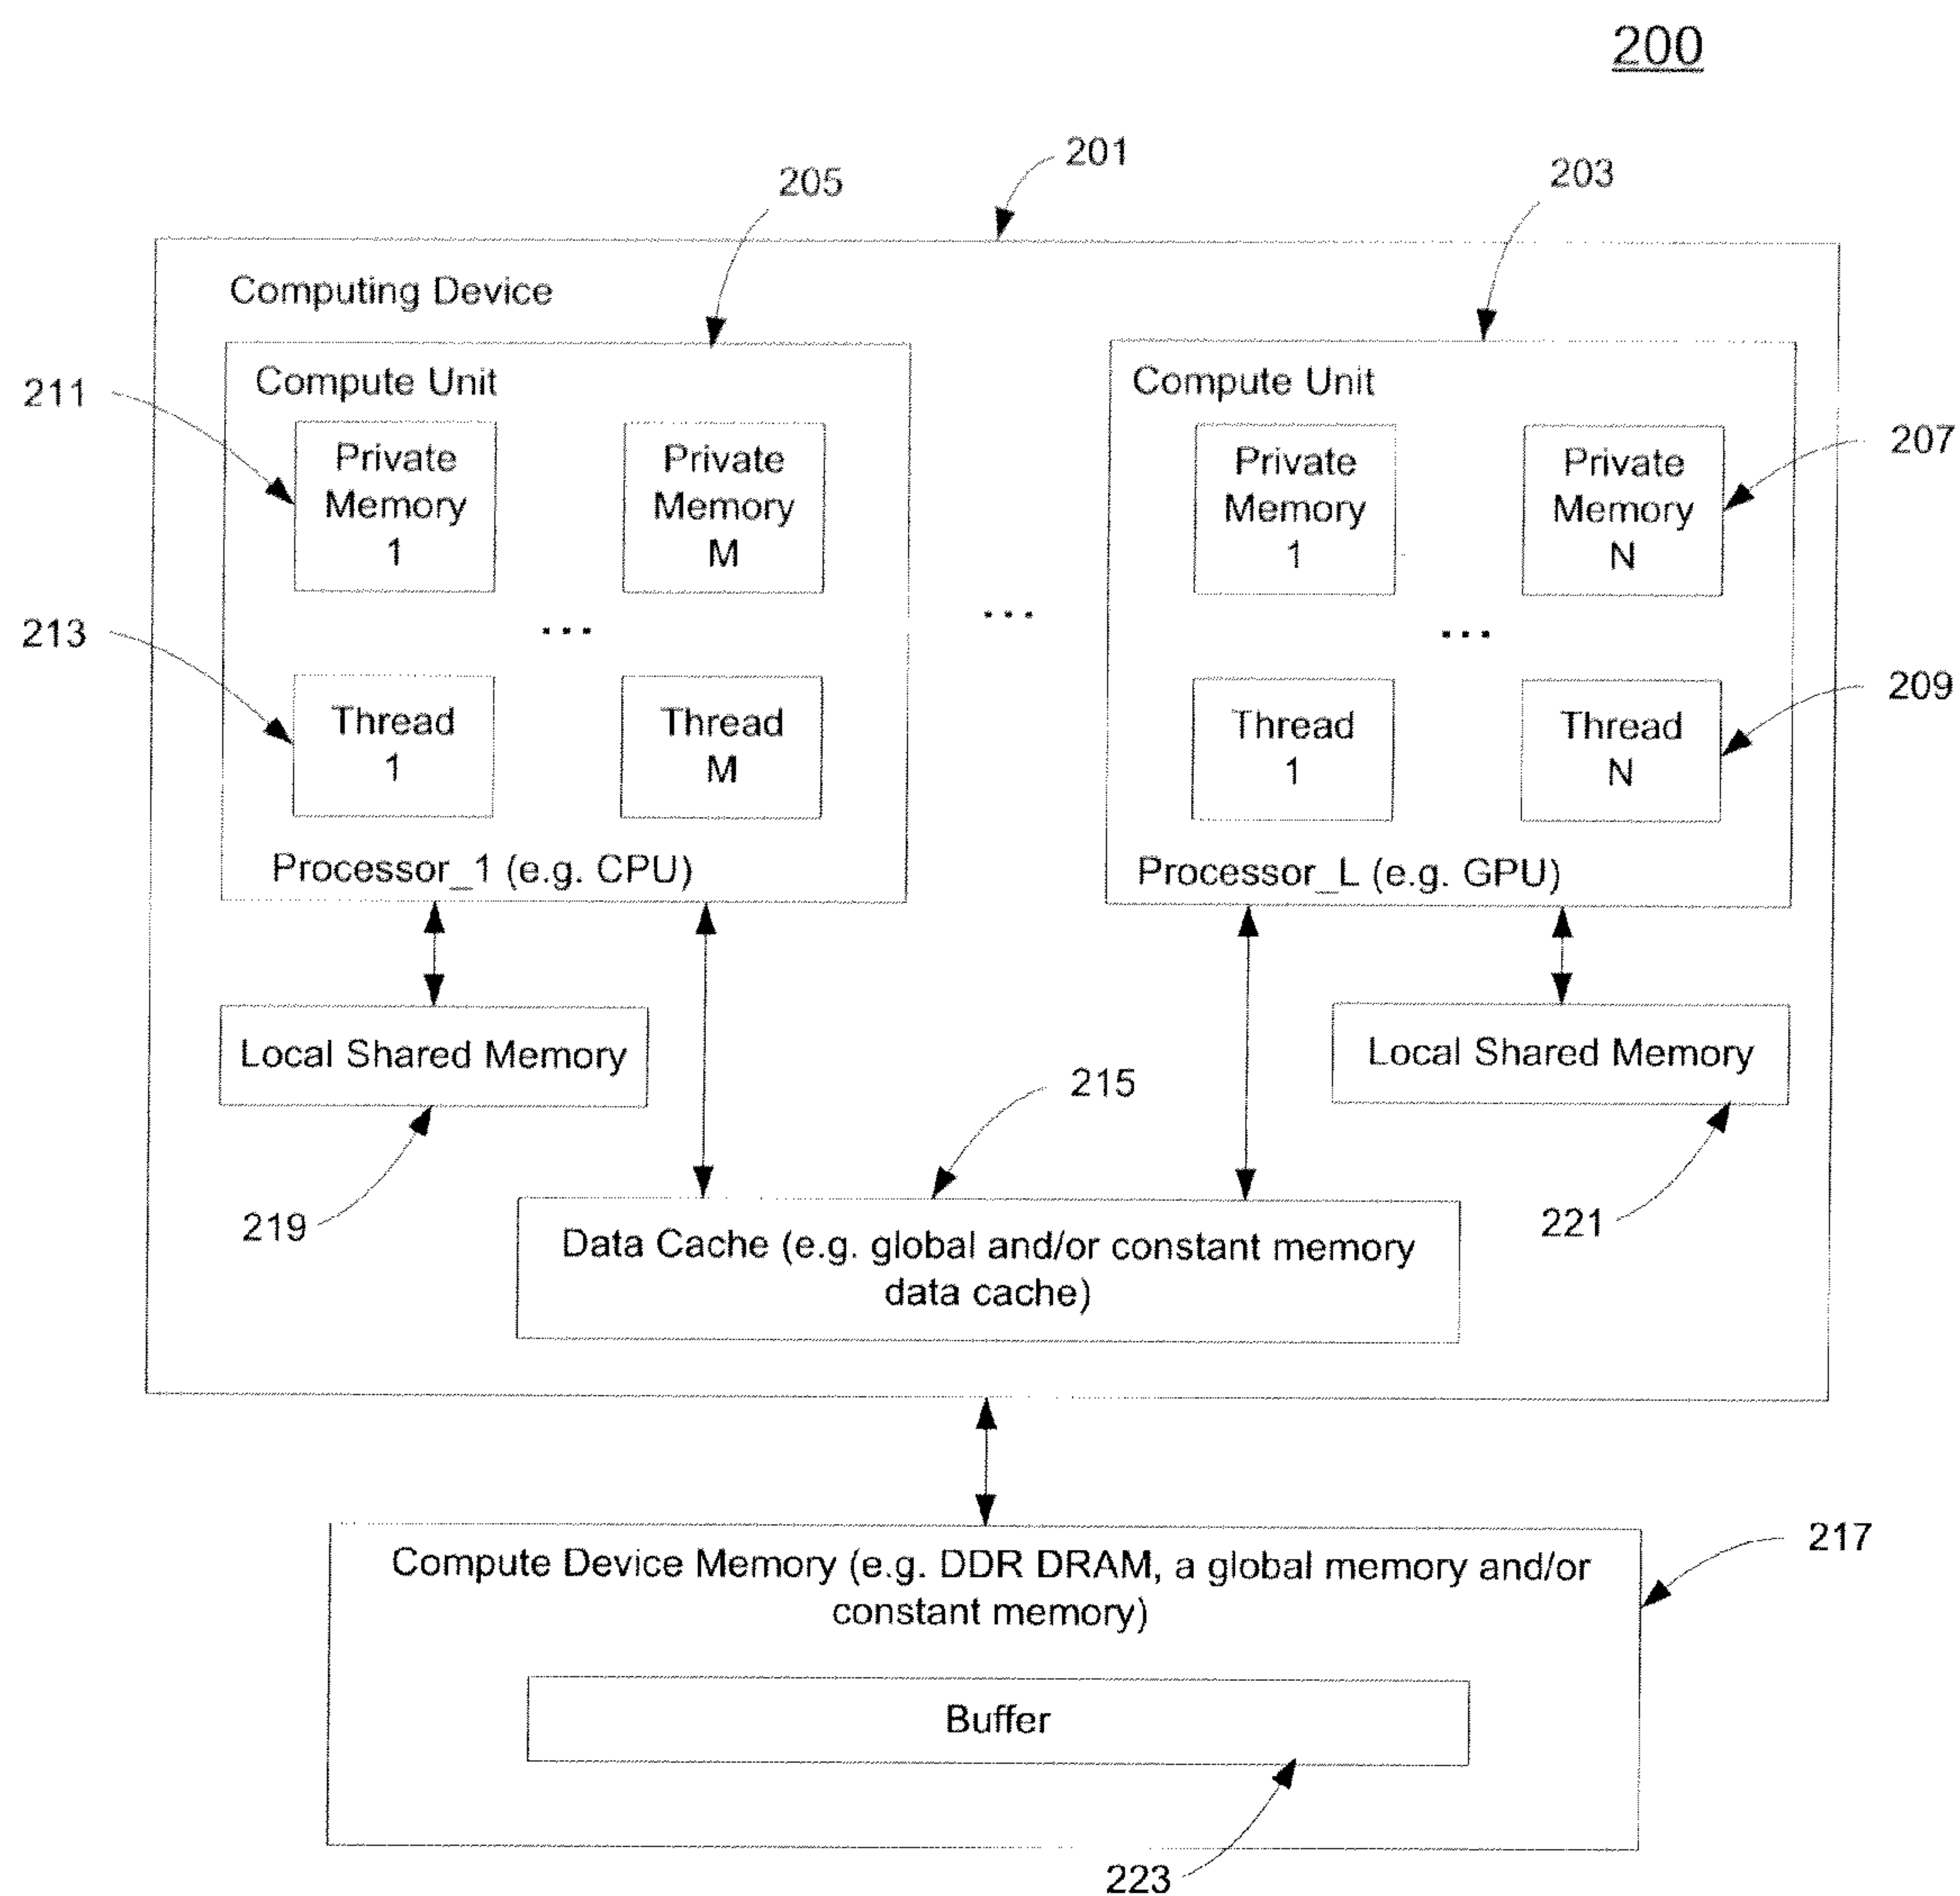 200
201
205
203
Computing Device
Compute Unit
Compute Unit
211
207
Private
Memory
1
Private
Memory
M
Private
Memory
1
Private
Memory
N
...
...
...
213
209
Thread
1
Thread
M
Thread
1
Thread
N
Processor_1 (e.g. CPU)
Processor_L (e.g. GPU)
Local Shared Memory
Local Shared Memory
215
219
221
Data Cache (e.g. global and/or constant memory
data cache)
217
Compute Device Memory (e.g. DDR DRAM, a global memory and/or
constant memory)
Buffer
223